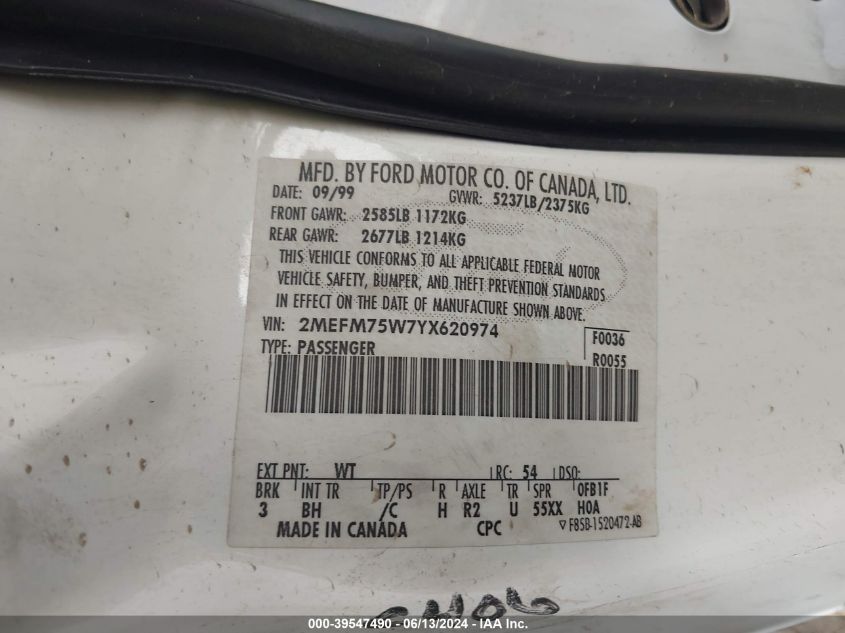 MFD. BY FORD MOTOR CO. OF CANADA, LTD.
DATE: 09/99 GVWR: 5237LB/2375KG
FRONT GAWR: 2585LB 1172KG
REAR GAWR: 2677LB 1214KG
THIS VEHICLE CONFORMS TO ALL APPLICABLE FEDERAL MOTOR
VEHICLE SAFETY, BUMPER, AND THEFT PREVENTION STANDARDS
IN EFFECT ON THE DATE OF MANUFACTURE SHOWN ABOVE.
VIN: 2MEFM75W7YX620974 F0036
TYPE: PASSENGER R0055
EXT PNT: WT RC: 54 DSO:
BRK INT TR TP/PS R AXLE TR SPR 0FB1F
3 BH /C H R2 U 55XX H0A
MADE IN CANADA CPC ▽ F85B-1520472-AB
000-39547490 - 06/13/2024 - IAA Inc.